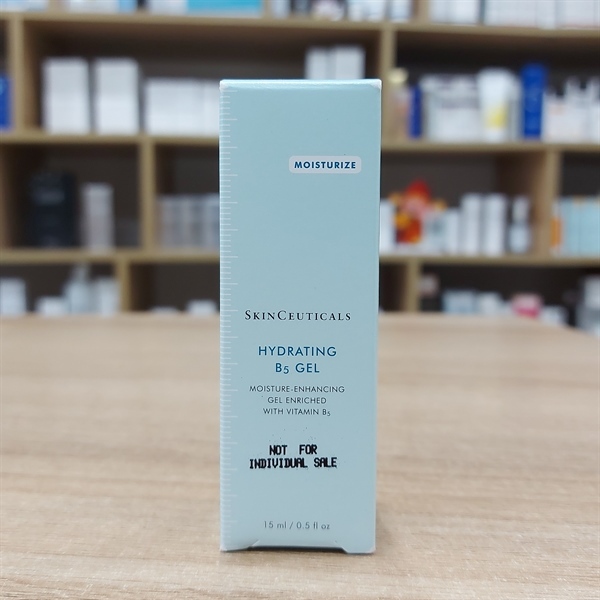 MOISTURIZE
SKINCEUTICALS
HYDRATING
B5 GEL
MOISTURE-ENHANCING
GEL ENRICHED
WITH VITAMIN B5
NOT FOR
INDIVIDUAL SALE
15 ml / 0.5 fl oz